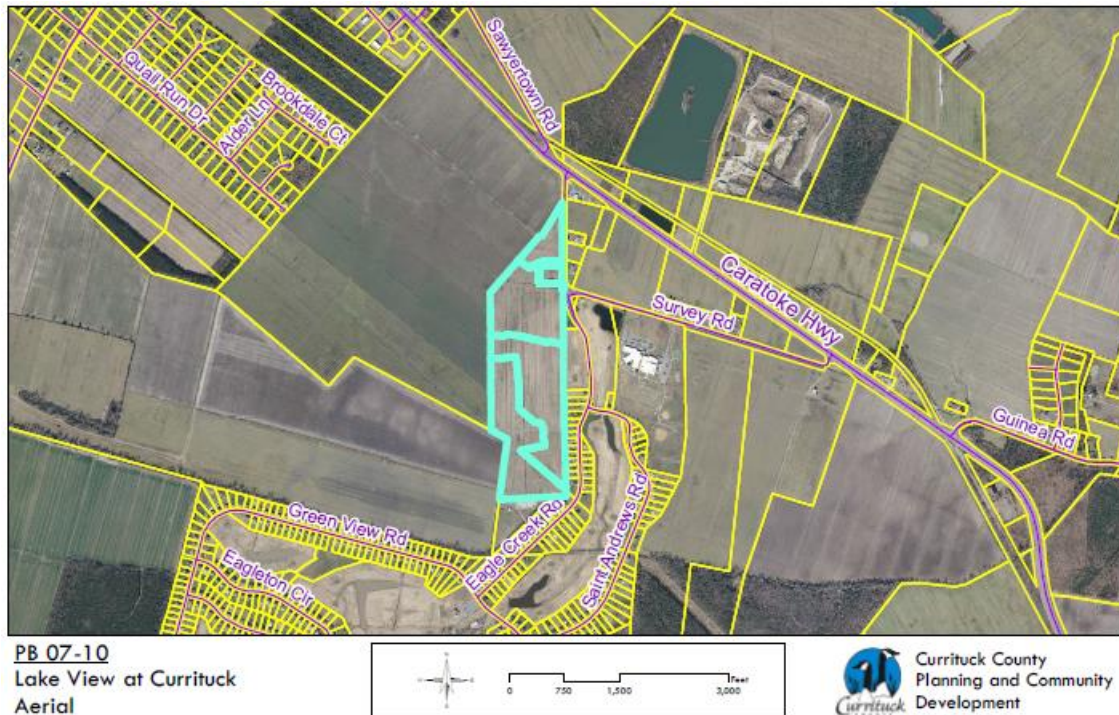 Sawyertown Rd
Quail Run Dr
Alder Ln
Brookdale Ct
Caratoke Hwy
Survey Rd
Guinea Rd
Green View Rd
Eagleton Cir
Eagle Creek Rd
Saint Andrews Rd
PB 07-10
Lake View at Currituck
Aerial
Feet
0 750 1,500 3,000
Currituck
Currituck County
Planning and Community
Development